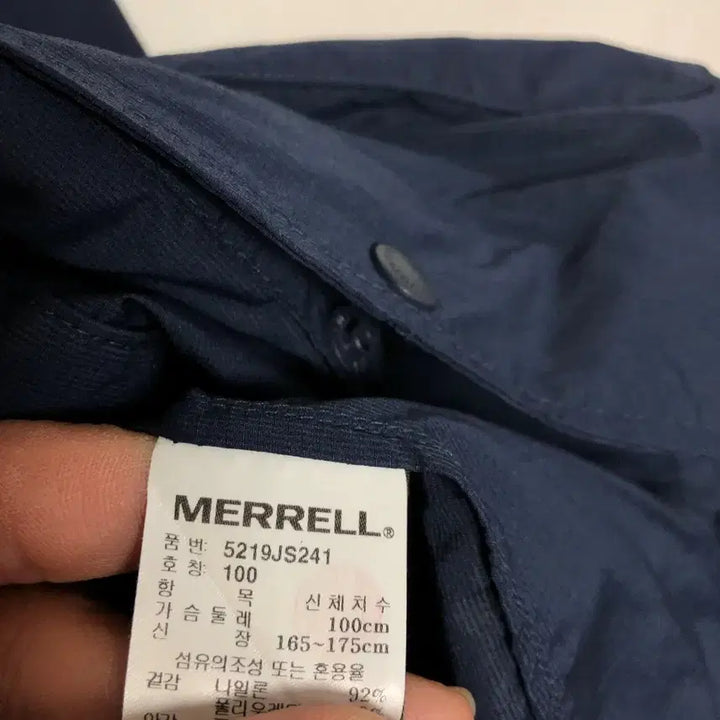 MERRELL®
품 번: 5219JS241
호 칭: 100
항 목 신체치수
가 슴 둘 레 100cm
신 장 165~175cm
섬유의조성 또는 혼용율
겉감 나일론 92%